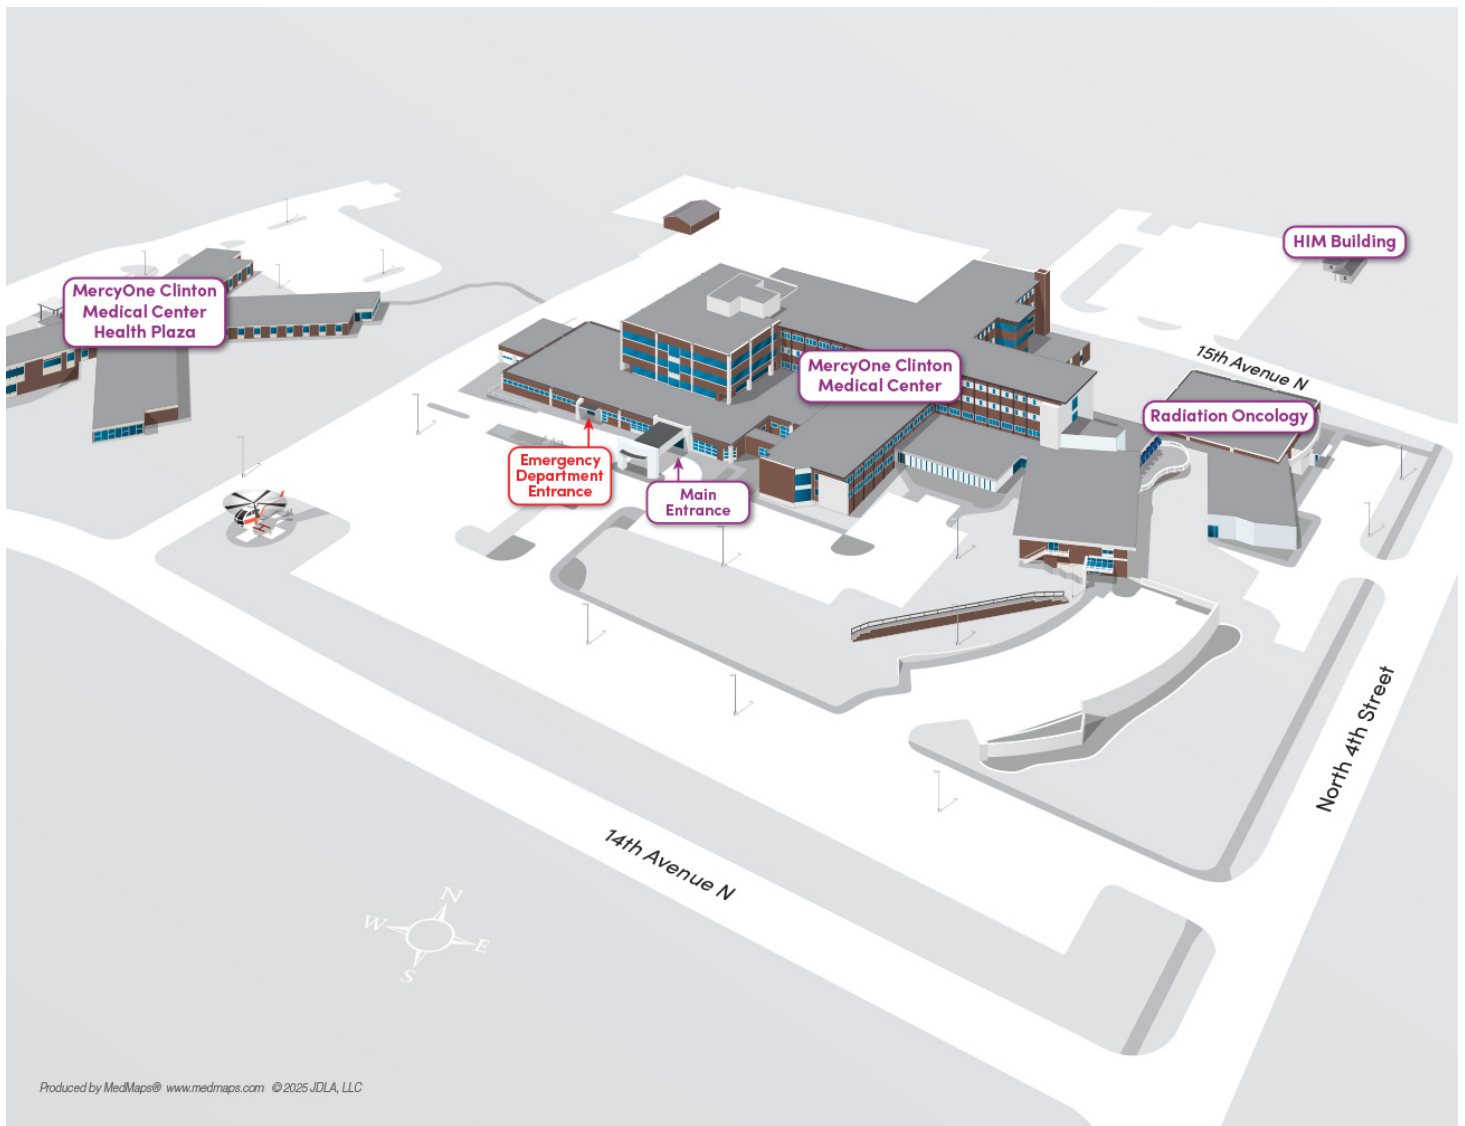 HIM Building
MercyOne Clinton
Medical Center
Health Plaza
15th Avenue N
MercyOne Clinton
Medical Center
Radiation Oncology
Emergency
Department
Entrance
Main
Entrance
H
North 4th Street
14th Avenue N
N
W
E
S
Produced by MedMaps® www.medmaps.com © 2025 JDLA, LLC